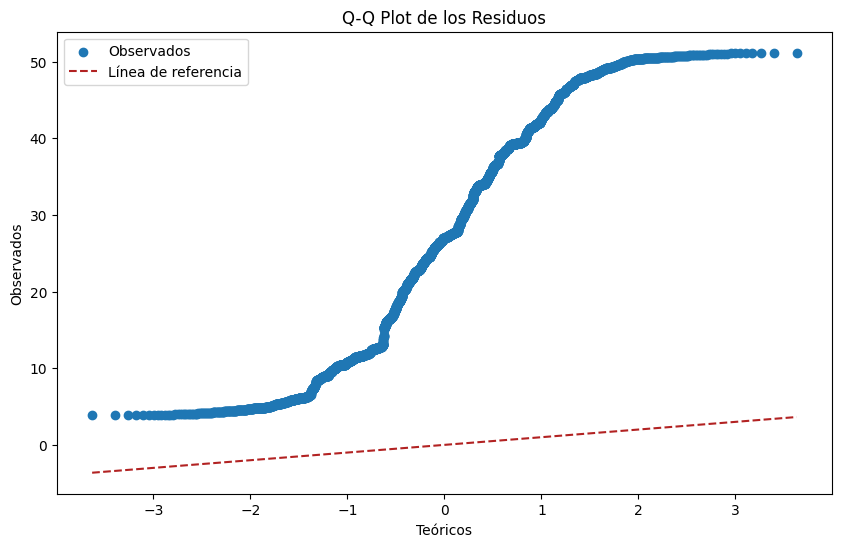 Q-Q Plot de los Residuos
Observados
Línea de referencia
Observados
50
40
30
20
10
0
−3
−2
−1
0
1
2
3
Teóricos